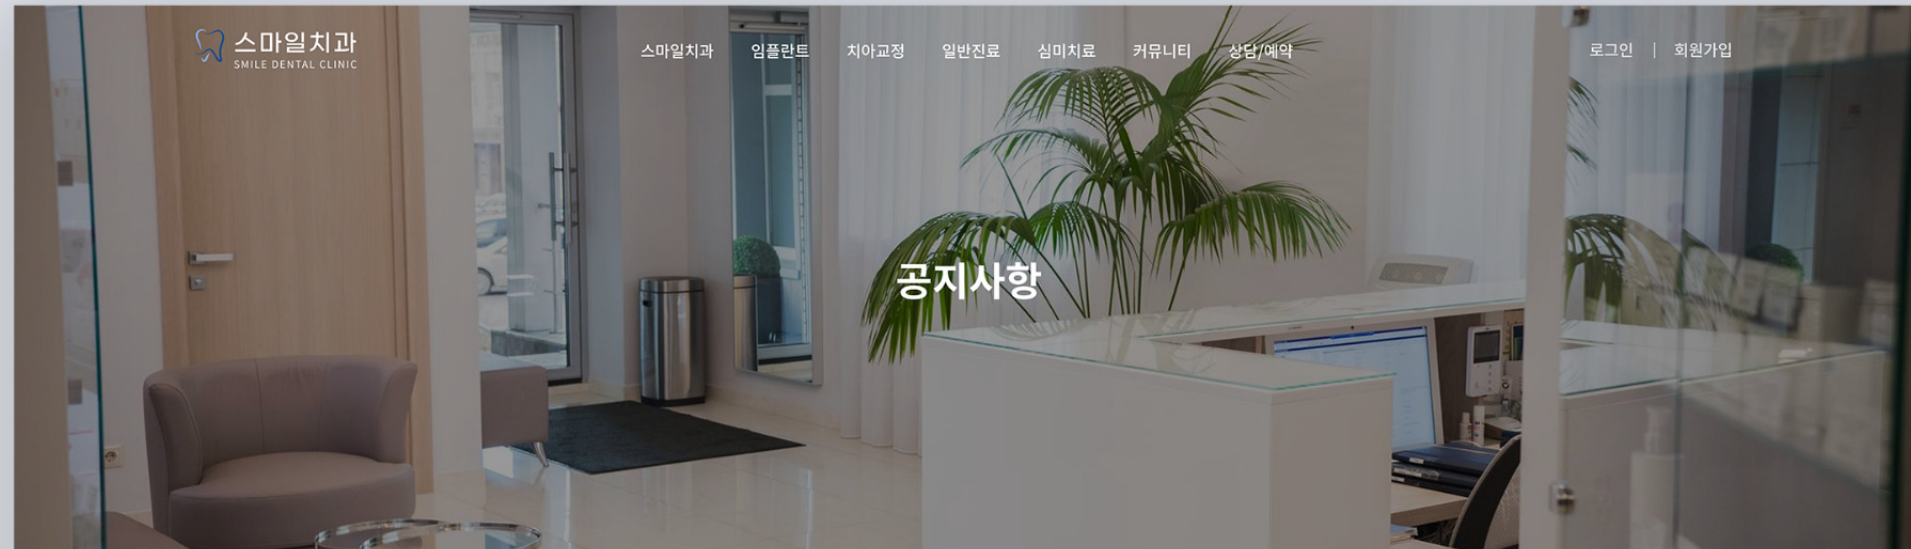 스마일치과
SMILE DENTAL CLINIC
스마일치과 임플란트 치아교정 일반진료 심미치료 커뮤니티 상담/예약
로그인 | 회원가입
공지사항